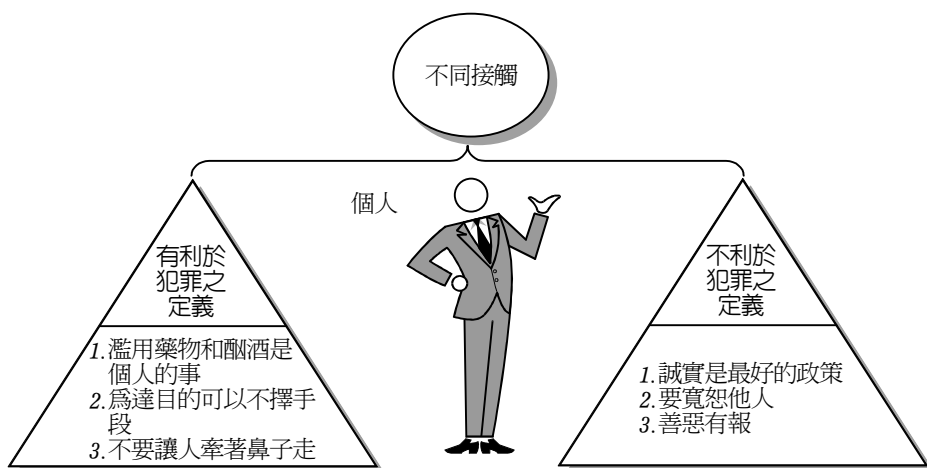 不同接觸
個人
有利於
犯罪之
定義
1.濫用藥物和酗酒是
個人的事
2.為達目的可以不擇手
段
3.不要讓人牽著鼻子走
不利於
犯罪之
定義
1.誠實是最好的政策
2.要寬恕他人
3.善惡有報